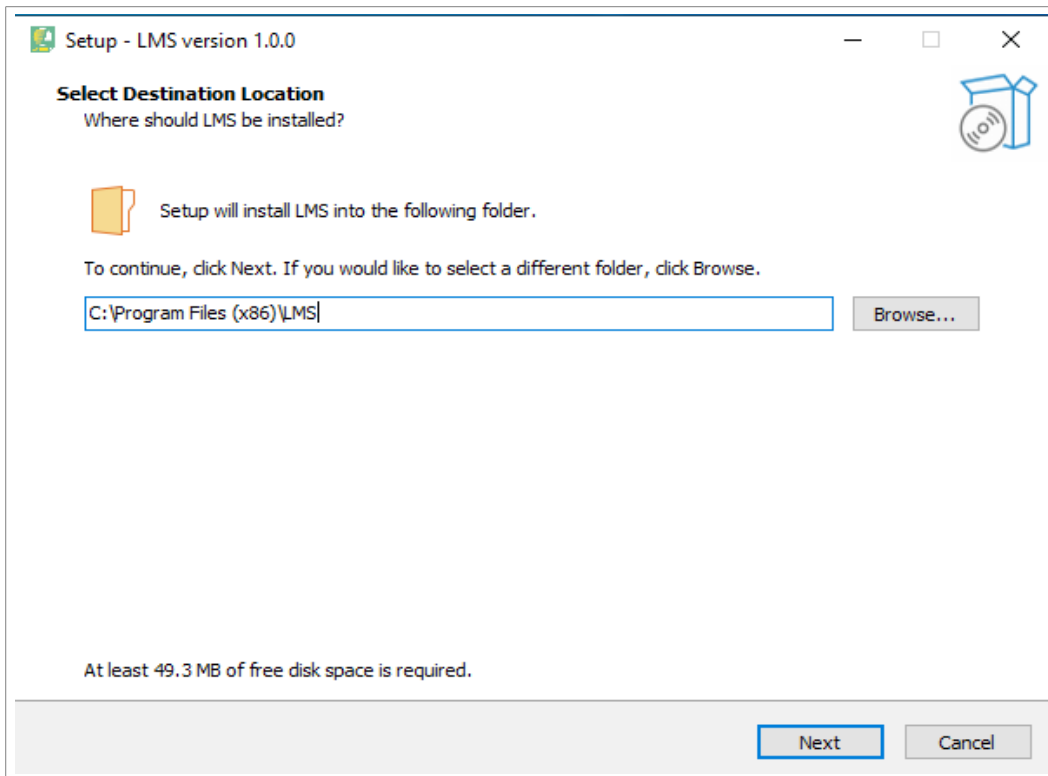 Setup - LMS version 1.0.0
Select Destination Location
Where should LMS be installed?
Setup will install LMS into the following folder.
To continue, click Next. If you would like to select a different folder, click Browse.
C:\Program Files (x86)\LMS
Browse...
At least 49.3 MB of free disk space is required.
Next
Cancel